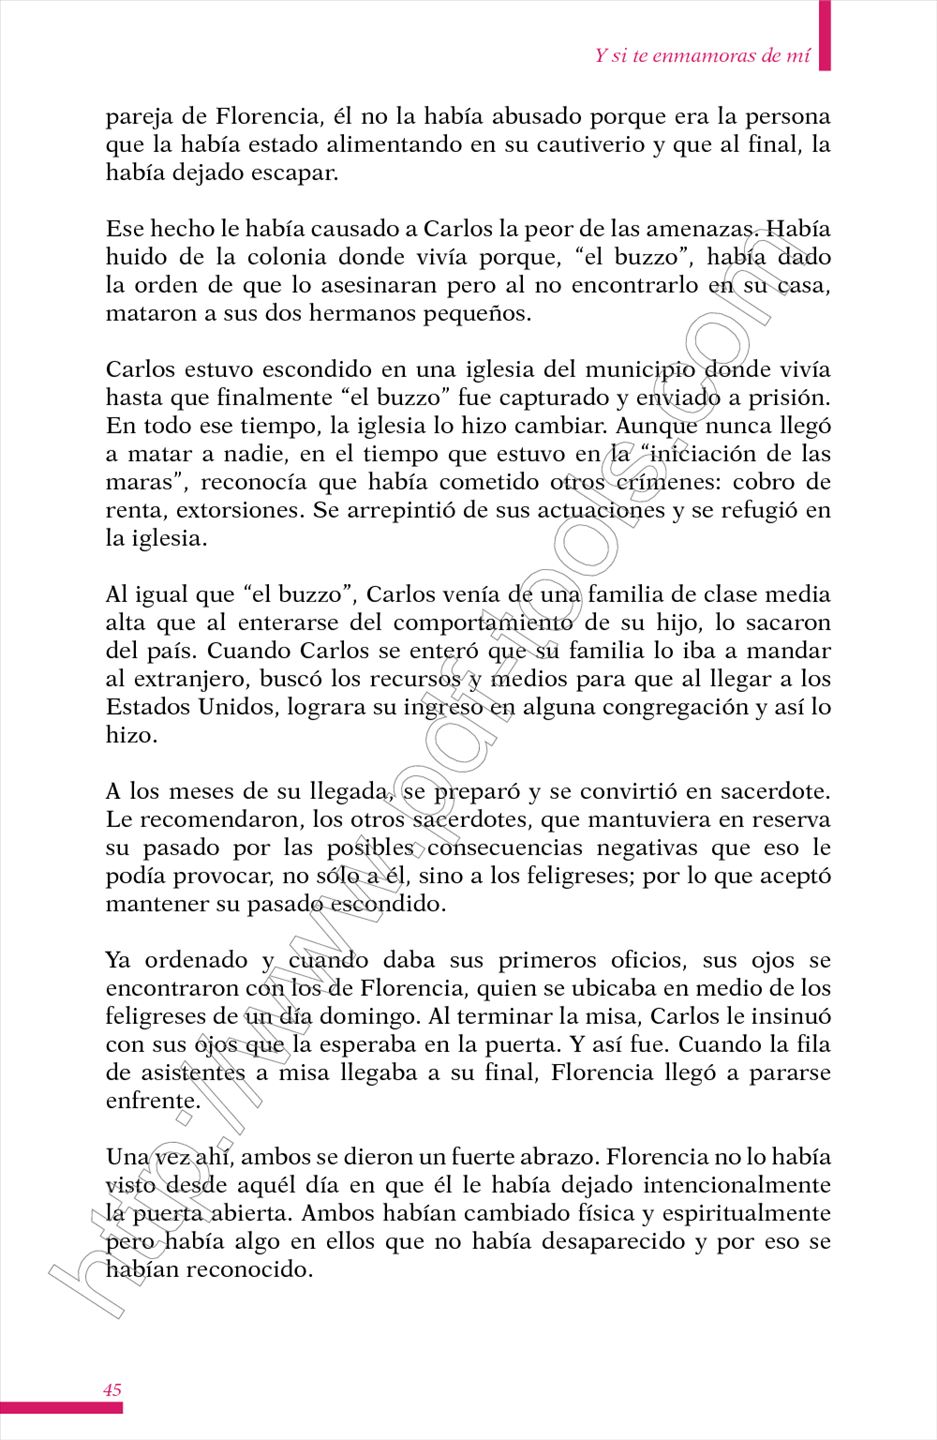 Y si te enmamoras de mí
pareja de Florencia, él no la había abusado porque era la persona
que la había estado alimentando en su cautiverio y que al final, la
había dejado escapar.
Ese hecho le había causado a Carlos la peor de las amenazas. Había
huido de la colonia donde vivía porque, “el buzzo”, había dado
la orden de que lo asesinaran pero al no encontrarlo en su casa,
mataron a sus dos hermanos pequeños.
Carlos estuvo escondido en una iglesia del municipio donde vivía
hasta que finalmente “el buzzo” fue capturado y enviado a prisión.
En todo ese tiempo, la iglesia lo hizo cambiar. Aunque nunca llegó
a matar a nadie, en el tiempo que estuvo en la “iniciación de las
maras”, reconocía que había cometido otros crímenes: cobro de
renta, extorsiones. Se arrepintió de sus actuaciones y se refugió en
la iglesia.
Al igual que “el buzzo”, Carlos venía de una familia de clase media
alta que al enterarse del comportamiento de su hijo, lo sacaron
del país. Cuando Carlos se enteró que su familia lo iba a mandar
al extranjero, buscó los recursos y medios para que al llegar a los
Estados Unidos, lograra su ingreso en alguna congregación y así lo
hizo.
A los meses de su llegada, se preparó y se convirtió en sacerdote.
Le recomendaron, los otros sacerdotes, que mantuviera en reserva
su pasado por las posibles consecuencias negativas que eso le
podía provocar, no sólo a él, sino a los feligreses; por lo que aceptó
mantener su pasado escondido.
Ya ordenado y cuando daba sus primeros oficios, sus ojos se
encontraron con los de Florencia, quien se ubicaba en medio de los
feligreses de un día domingo. Al terminar la misa, Carlos le insinuó
con sus ojos que la esperaba en la puerta. Y así fue. Cuando la fila
de asistentes a misa llegaba a su final, Florencia llegó a pararse
enfrente.
Una vez ahí, ambos se dieron un fuerte abrazo. Florencia no lo había
visto desde aquél día en que él le había dejado intencionalmente
la puerta abierta. Ambos habían cambiado física y espiritualmente
pero había algo en ellos que no había desaparecido y por eso se
habían reconocido.
45
http://www.pdf-tools.com